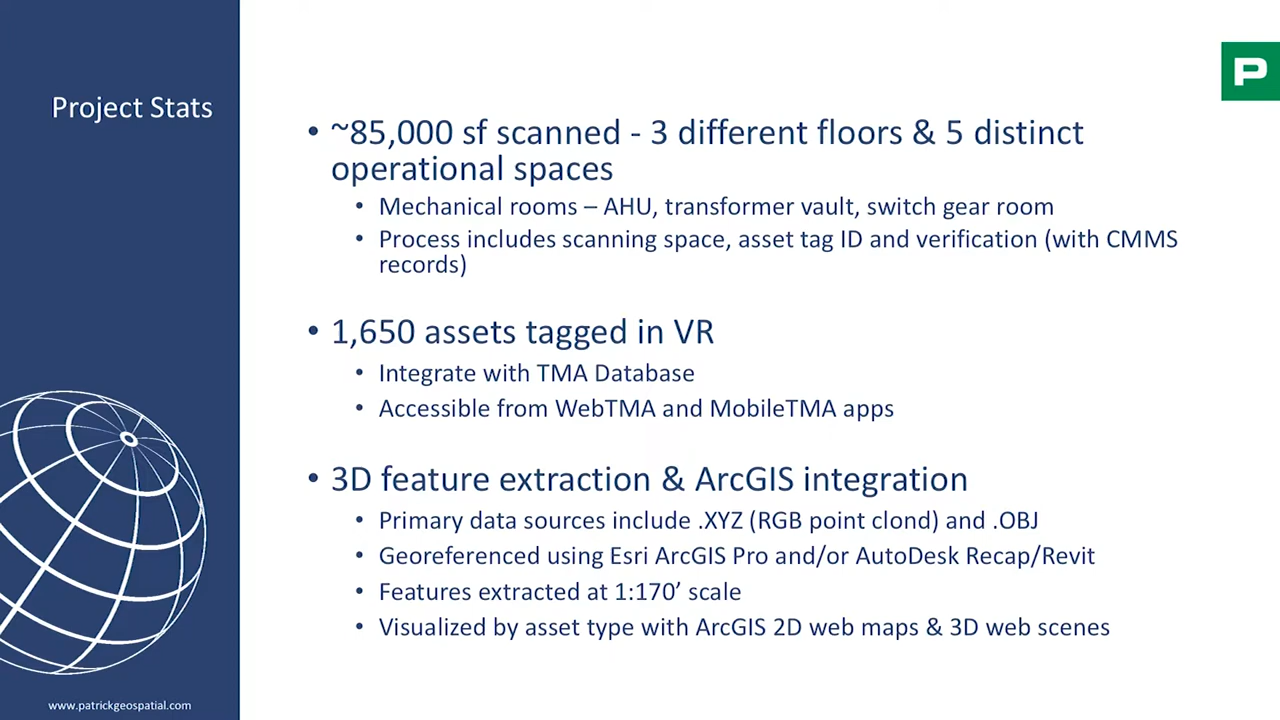 Project Stats
P
• ~85,000 sf scanned - 3 different floors & 5 distinct
operational spaces
• Mechanical rooms – AHU, transformer vault, switch gear room
• Process includes scanning space, asset tag ID and verification (with CMMS
records)
• 1,650 assets tagged in VR
• Integrate with TMA Database
• Accessible from WebTMA and MobileTMA apps
• 3D feature extraction & ArcGIS integration
• Primary data sources include .XYZ (RGB point clond) and .OBJ
• Georeferenced using Esri ArcGIS Pro and/or AutoDesk Recap/Revit
• Features extracted at 1:170’ scale
• Visualized by asset type with ArcGIS 2D web maps & 3D web scenes
www.patrickgeospatial.com